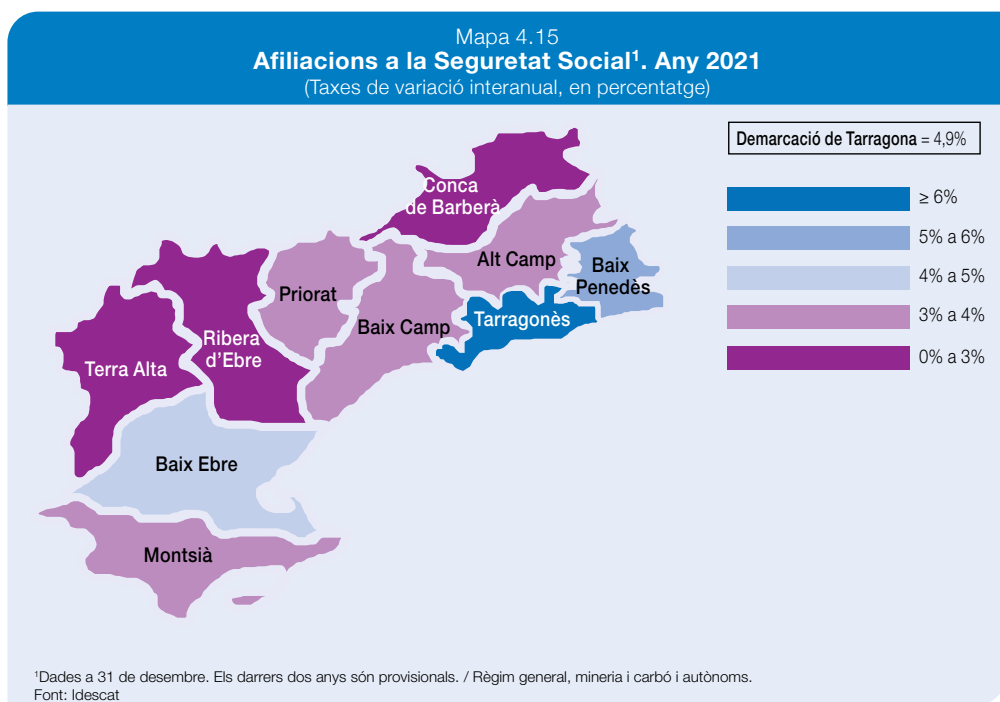 Mapa 4.15
Afiliacions a la Seguretat Social¹. Any 2021
(Taxes de variació interanual, en percentatge)
Demarcació de Tarragona = 4,9%
≥ 6%
5% a 6%
4% a 5%
3% a 4%
0% a 3%
Conca
de Barberà
Alt Camp
Baix
Penedès
Priorat
Baix Camp
Tarragonès
Ribera
d'Ebre
Terra Alta
Baix Ebre
Montsià
¹Dades a 31 de desembre. Els darrers dos anys són provisionals. / Règim general, mineria i carbó i autònoms.
Font: Idescat